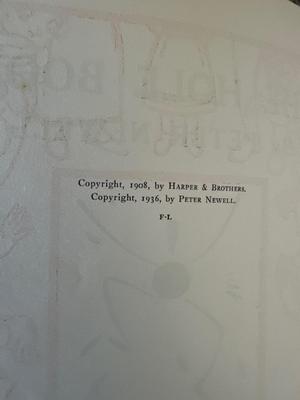 Copyright, 1908, by HARPER & BROTHERS.
Copyright, 1936, by PETER NEWELL.
F-L